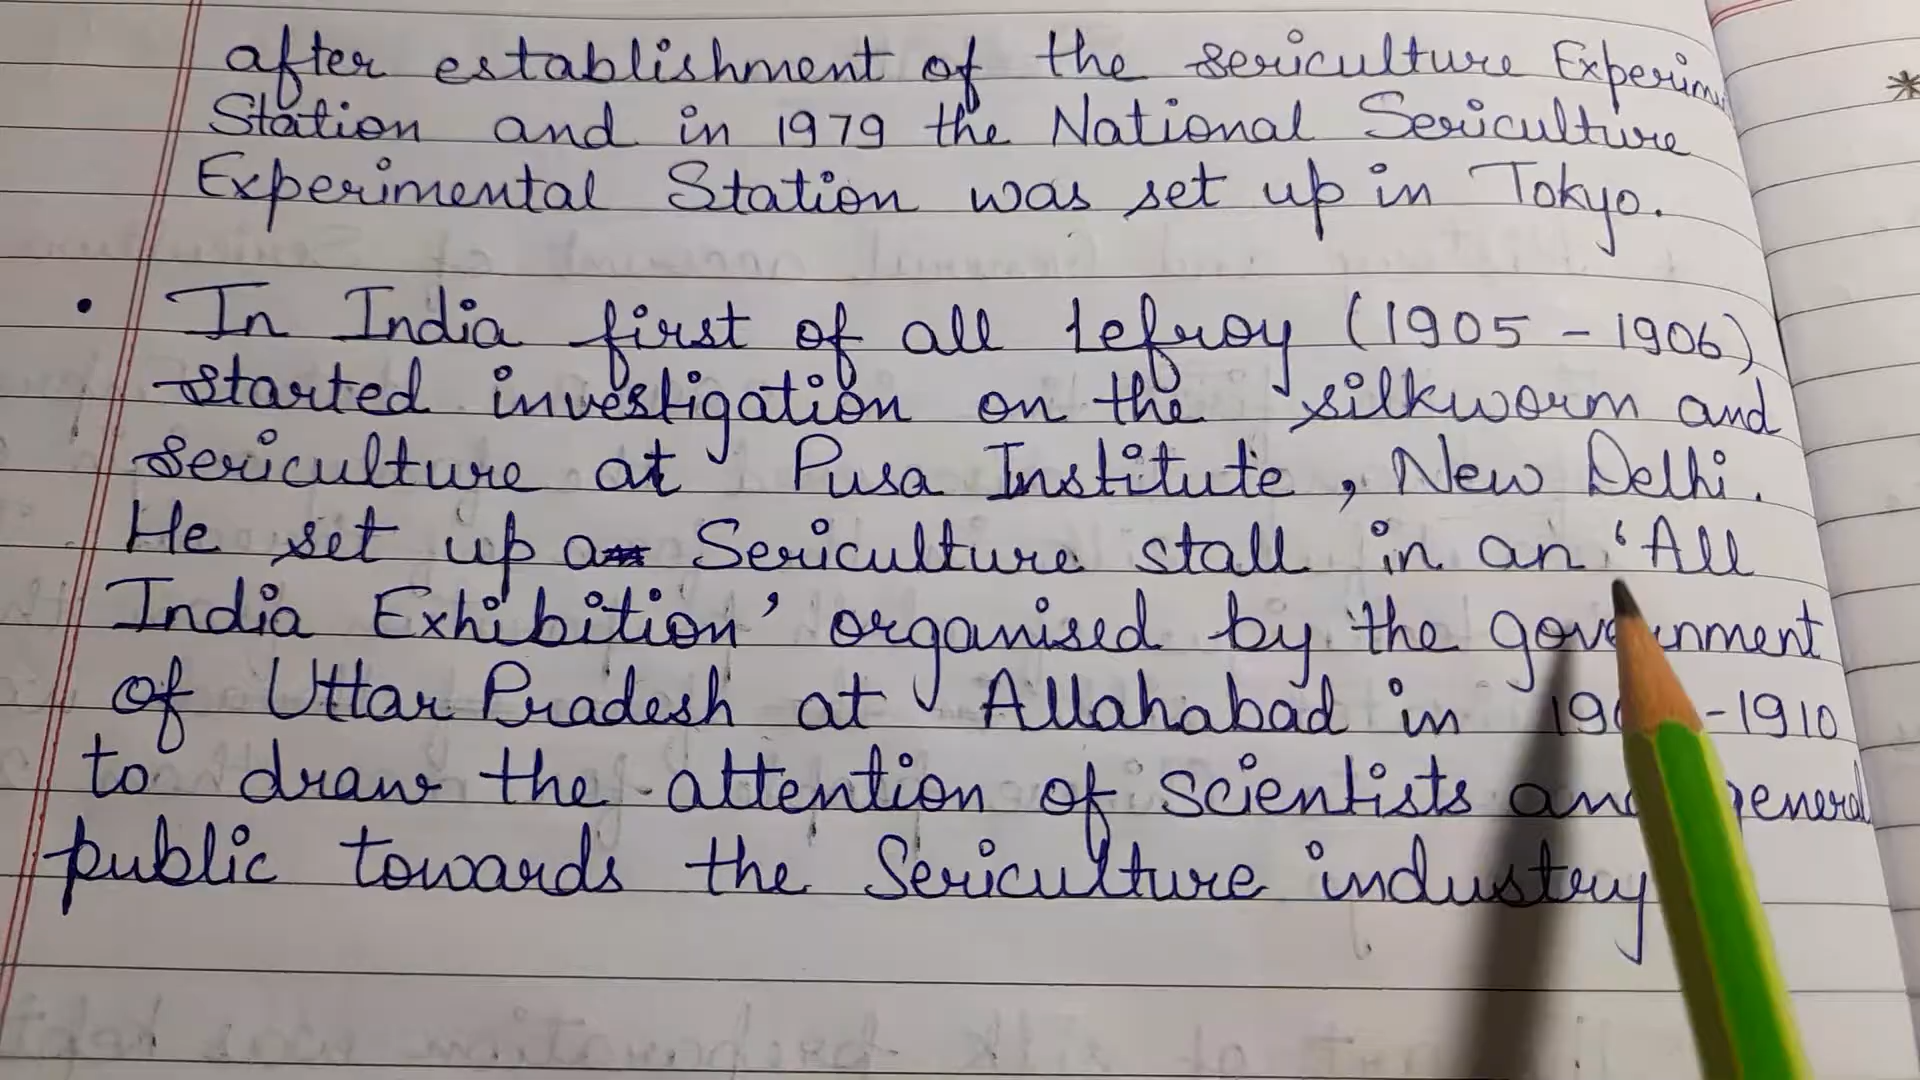 after establishment of the sericulture
Station and in 1979 the National Sericulture
Experimental Station was set up in Tokyo.
• In India first of all Lefroy (1905 - 1906)
started investigation on the silkworm and
sericulture at Pusa Institute, New Delhi.
He set up a Sericulture stall in an 'All
India Exhibition' organised by the government
of Uttar Pradesh at Allahabad in -1910
to draw the attention of scientists and general
public towards the Sericulture industry